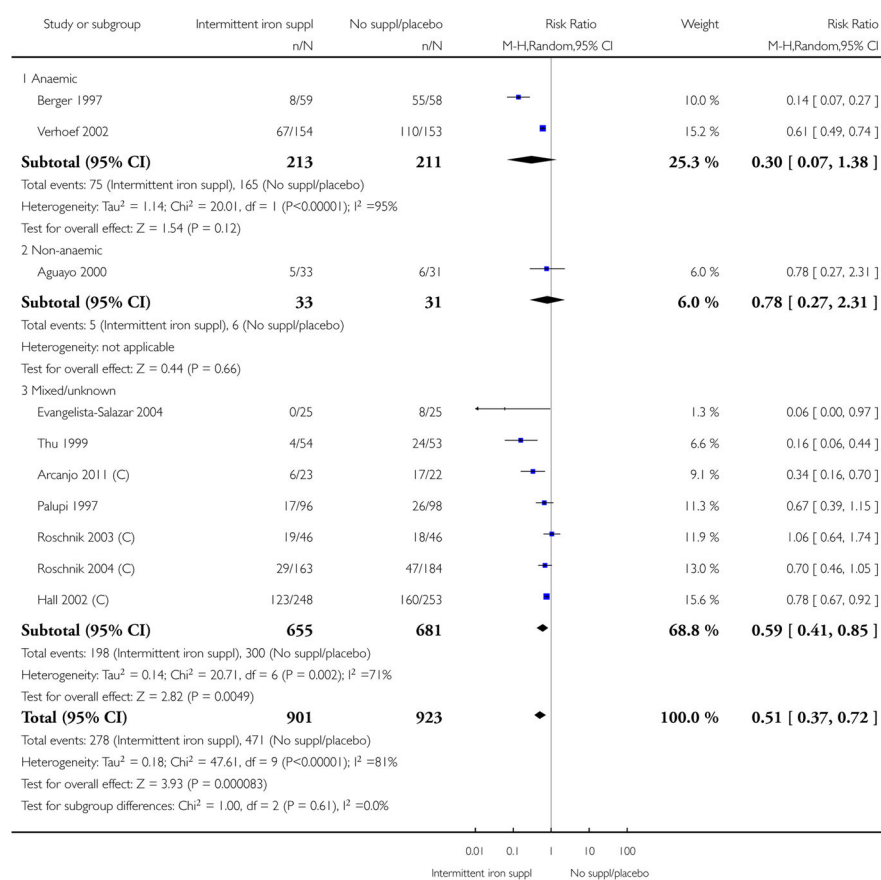 Study or subgroup Intermittent iron suppl No suppl/placebo Risk Ratio Weight Risk Ratio
n/N n/N M-H,Random,95% CI M-H,Random,95% CI
1 Anaemic
Berger 1997 8/59 55/58 10.0 % 0.14 [ 0.07, 0.27 ]
Verhoef 2002 67/154 110/153 15.2 % 0.61 [ 0.49, 0.74 ]
Subtotal (95% CI) 213 211 25.3 % 0.30 [ 0.07, 1.38 ]
Total events: 75 (Intermittent iron suppl), 165 (No suppl/placebo)
Heterogeneity: Tau² = 1.14; Chi² = 20.01, df = 1 (P<0.00001); I² =95%
Test for overall effect: Z = 1.54 (P = 0.12)
2 Non-anaemic
Aguayo 2000 5/33 6/31 6.0 % 0.78 [ 0.27, 2.31 ]
Subtotal (95% CI) 33 31 6.0 % 0.78 [ 0.27, 2.31 ]
Total events: 5 (Intermittent iron suppl), 6 (No suppl/placebo)
Heterogeneity: not applicable
Test for overall effect: Z = 0.44 (P = 0.66)
3 Mixed/unknown
Evangelista-Salazar 2004 0/25 8/25 1.3 % 0.06 [ 0.00, 0.97 ]
Thu 1999 4/54 24/53 6.6 % 0.16 [ 0.06, 0.44 ]
Arcanjo 2011 (C) 6/23 17/22 9.1 % 0.34 [ 0.16, 0.70 ]
Palupi 1997 17/96 26/98 11.3 % 0.67 [ 0.39, 1.15 ]
Roschnik 2003 (C) 19/46 18/46 11.9 % 1.06 [ 0.64, 1.74 ]
Roschnik 2004 (C) 29/163 47/184 13.0 % 0.70 [ 0.46, 1.05 ]
Hall 2002 (C) 123/248 160/253 15.6 % 0.78 [ 0.67, 0.92 ]
Subtotal (95% CI) 655 681 68.8 % 0.59 [ 0.41, 0.85 ]
Total events: 198 (Intermittent iron suppl), 300 (No suppl/placebo)
Heterogeneity: Tau² = 0.14; Chi² = 20.71, df = 6 (P = 0.002); I² =71%
Test for overall effect: Z = 2.82 (P = 0.0049)
Total (95% CI) 901 923 100.0 % 0.51 [ 0.37, 0.72 ]
Total events: 278 (Intermittent iron suppl), 471 (No suppl/placebo)
Heterogeneity: Tau² = 0.18; Chi² = 47.61, df = 9 (P<0.00001); I² =81%
Test for overall effect: Z = 3.93 (P = 0.000083)
Test for subgroup differences: Chi² = 1.00, df = 2 (P = 0.61), I² =0.0%
0.01 0.1 1 10 100
Intermittent iron suppl No suppl/placebo